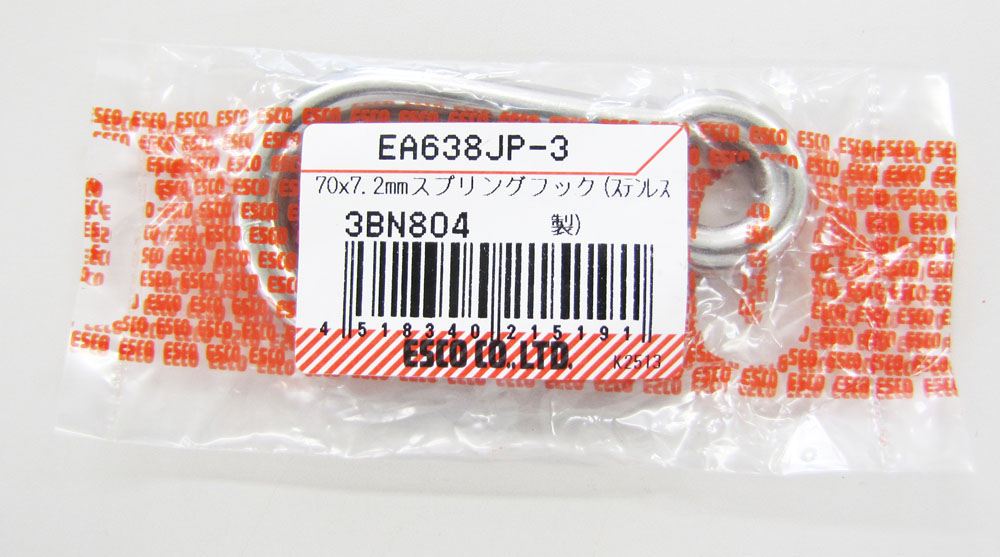 EA638JP-3
70x7.2mmスプリングフック(ｽﾃﾝﾚｽ
3BN804 製)
4 518340 215191
ESCO CO.,LTD.
K2513